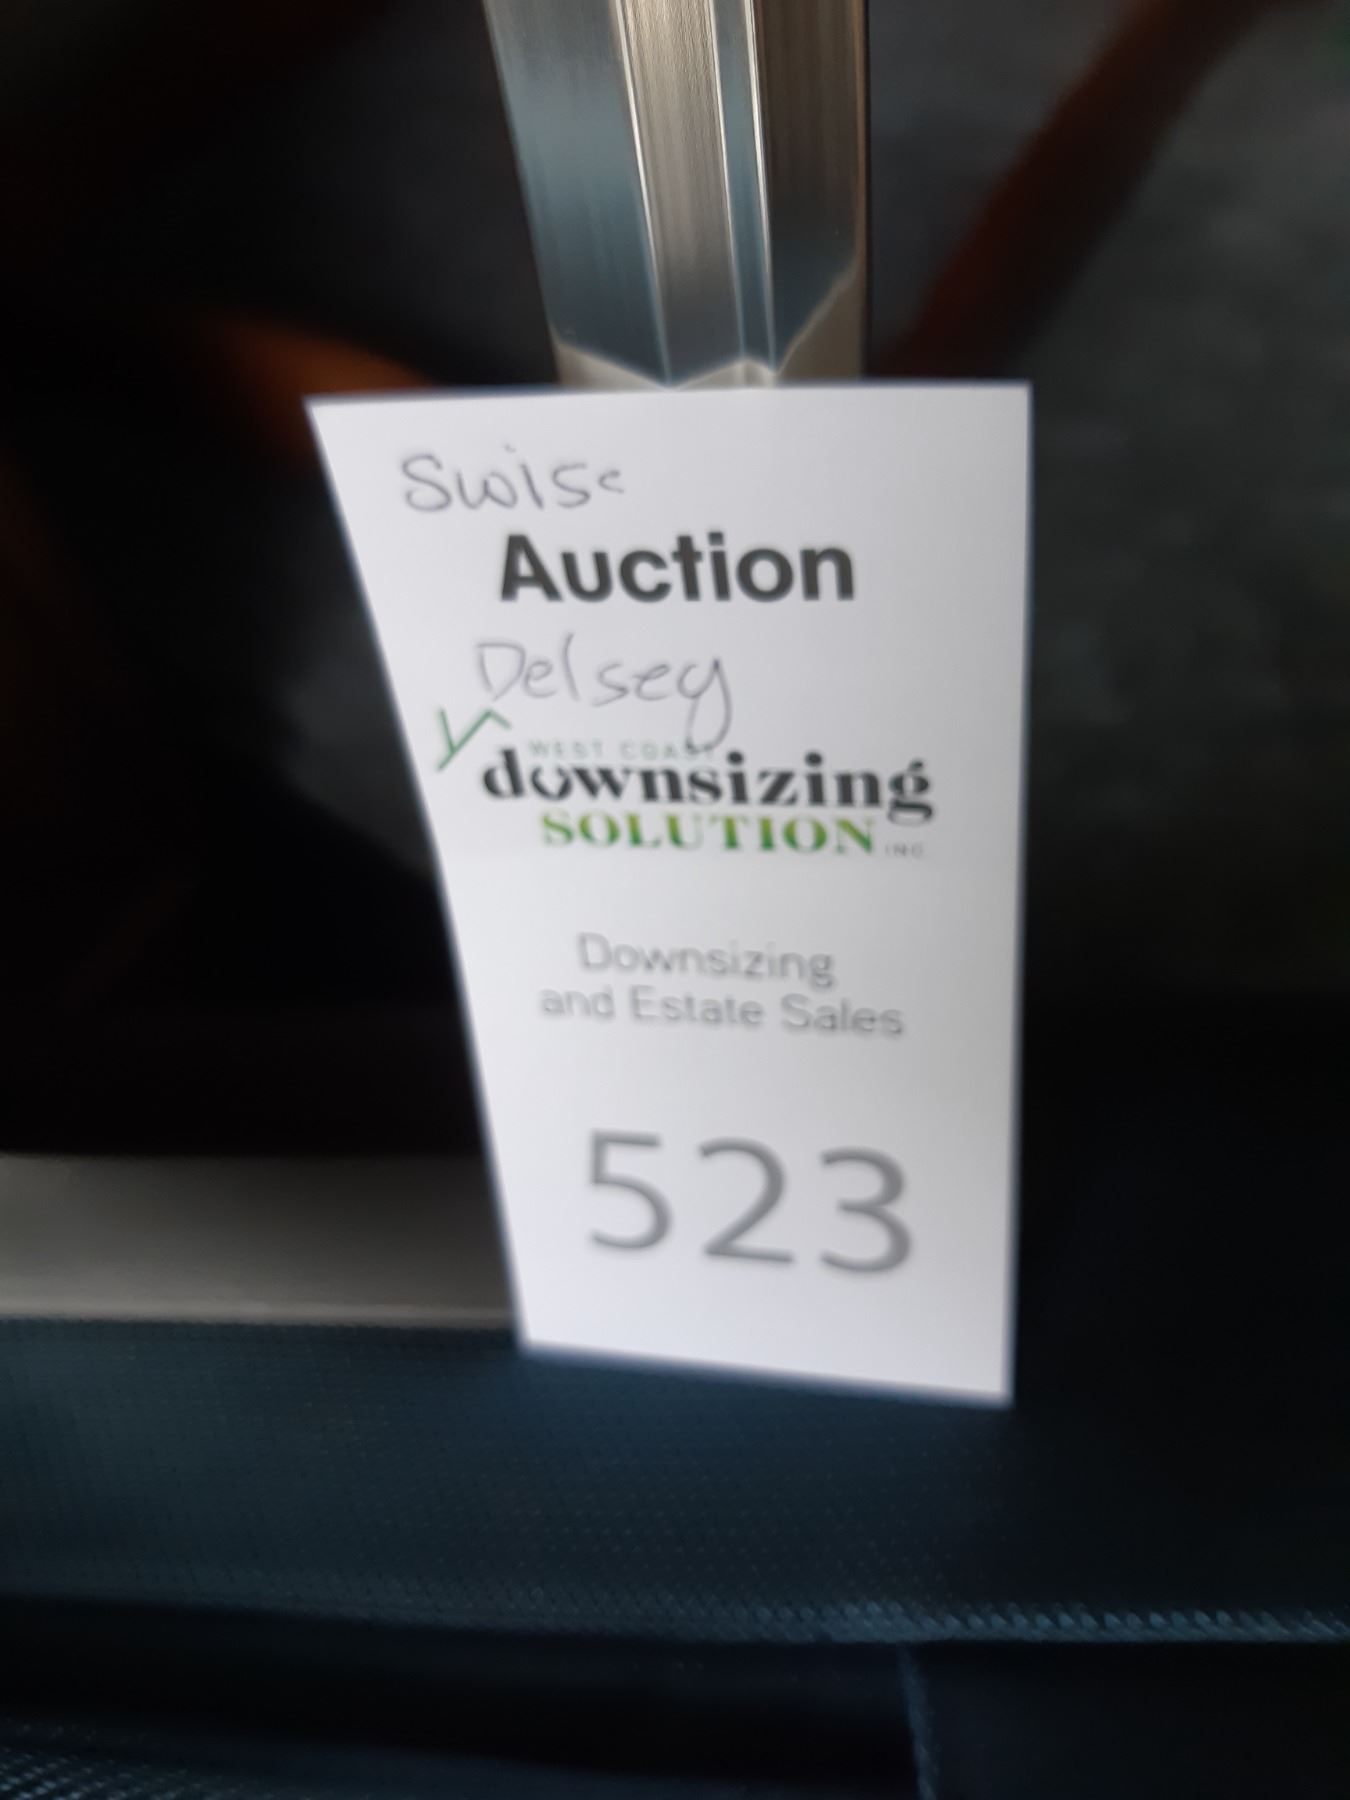 Swiss
Auction
Delsey
WEST COAST
downsizing
SOLUTION INC
Downsizing
and Estate Sales
523